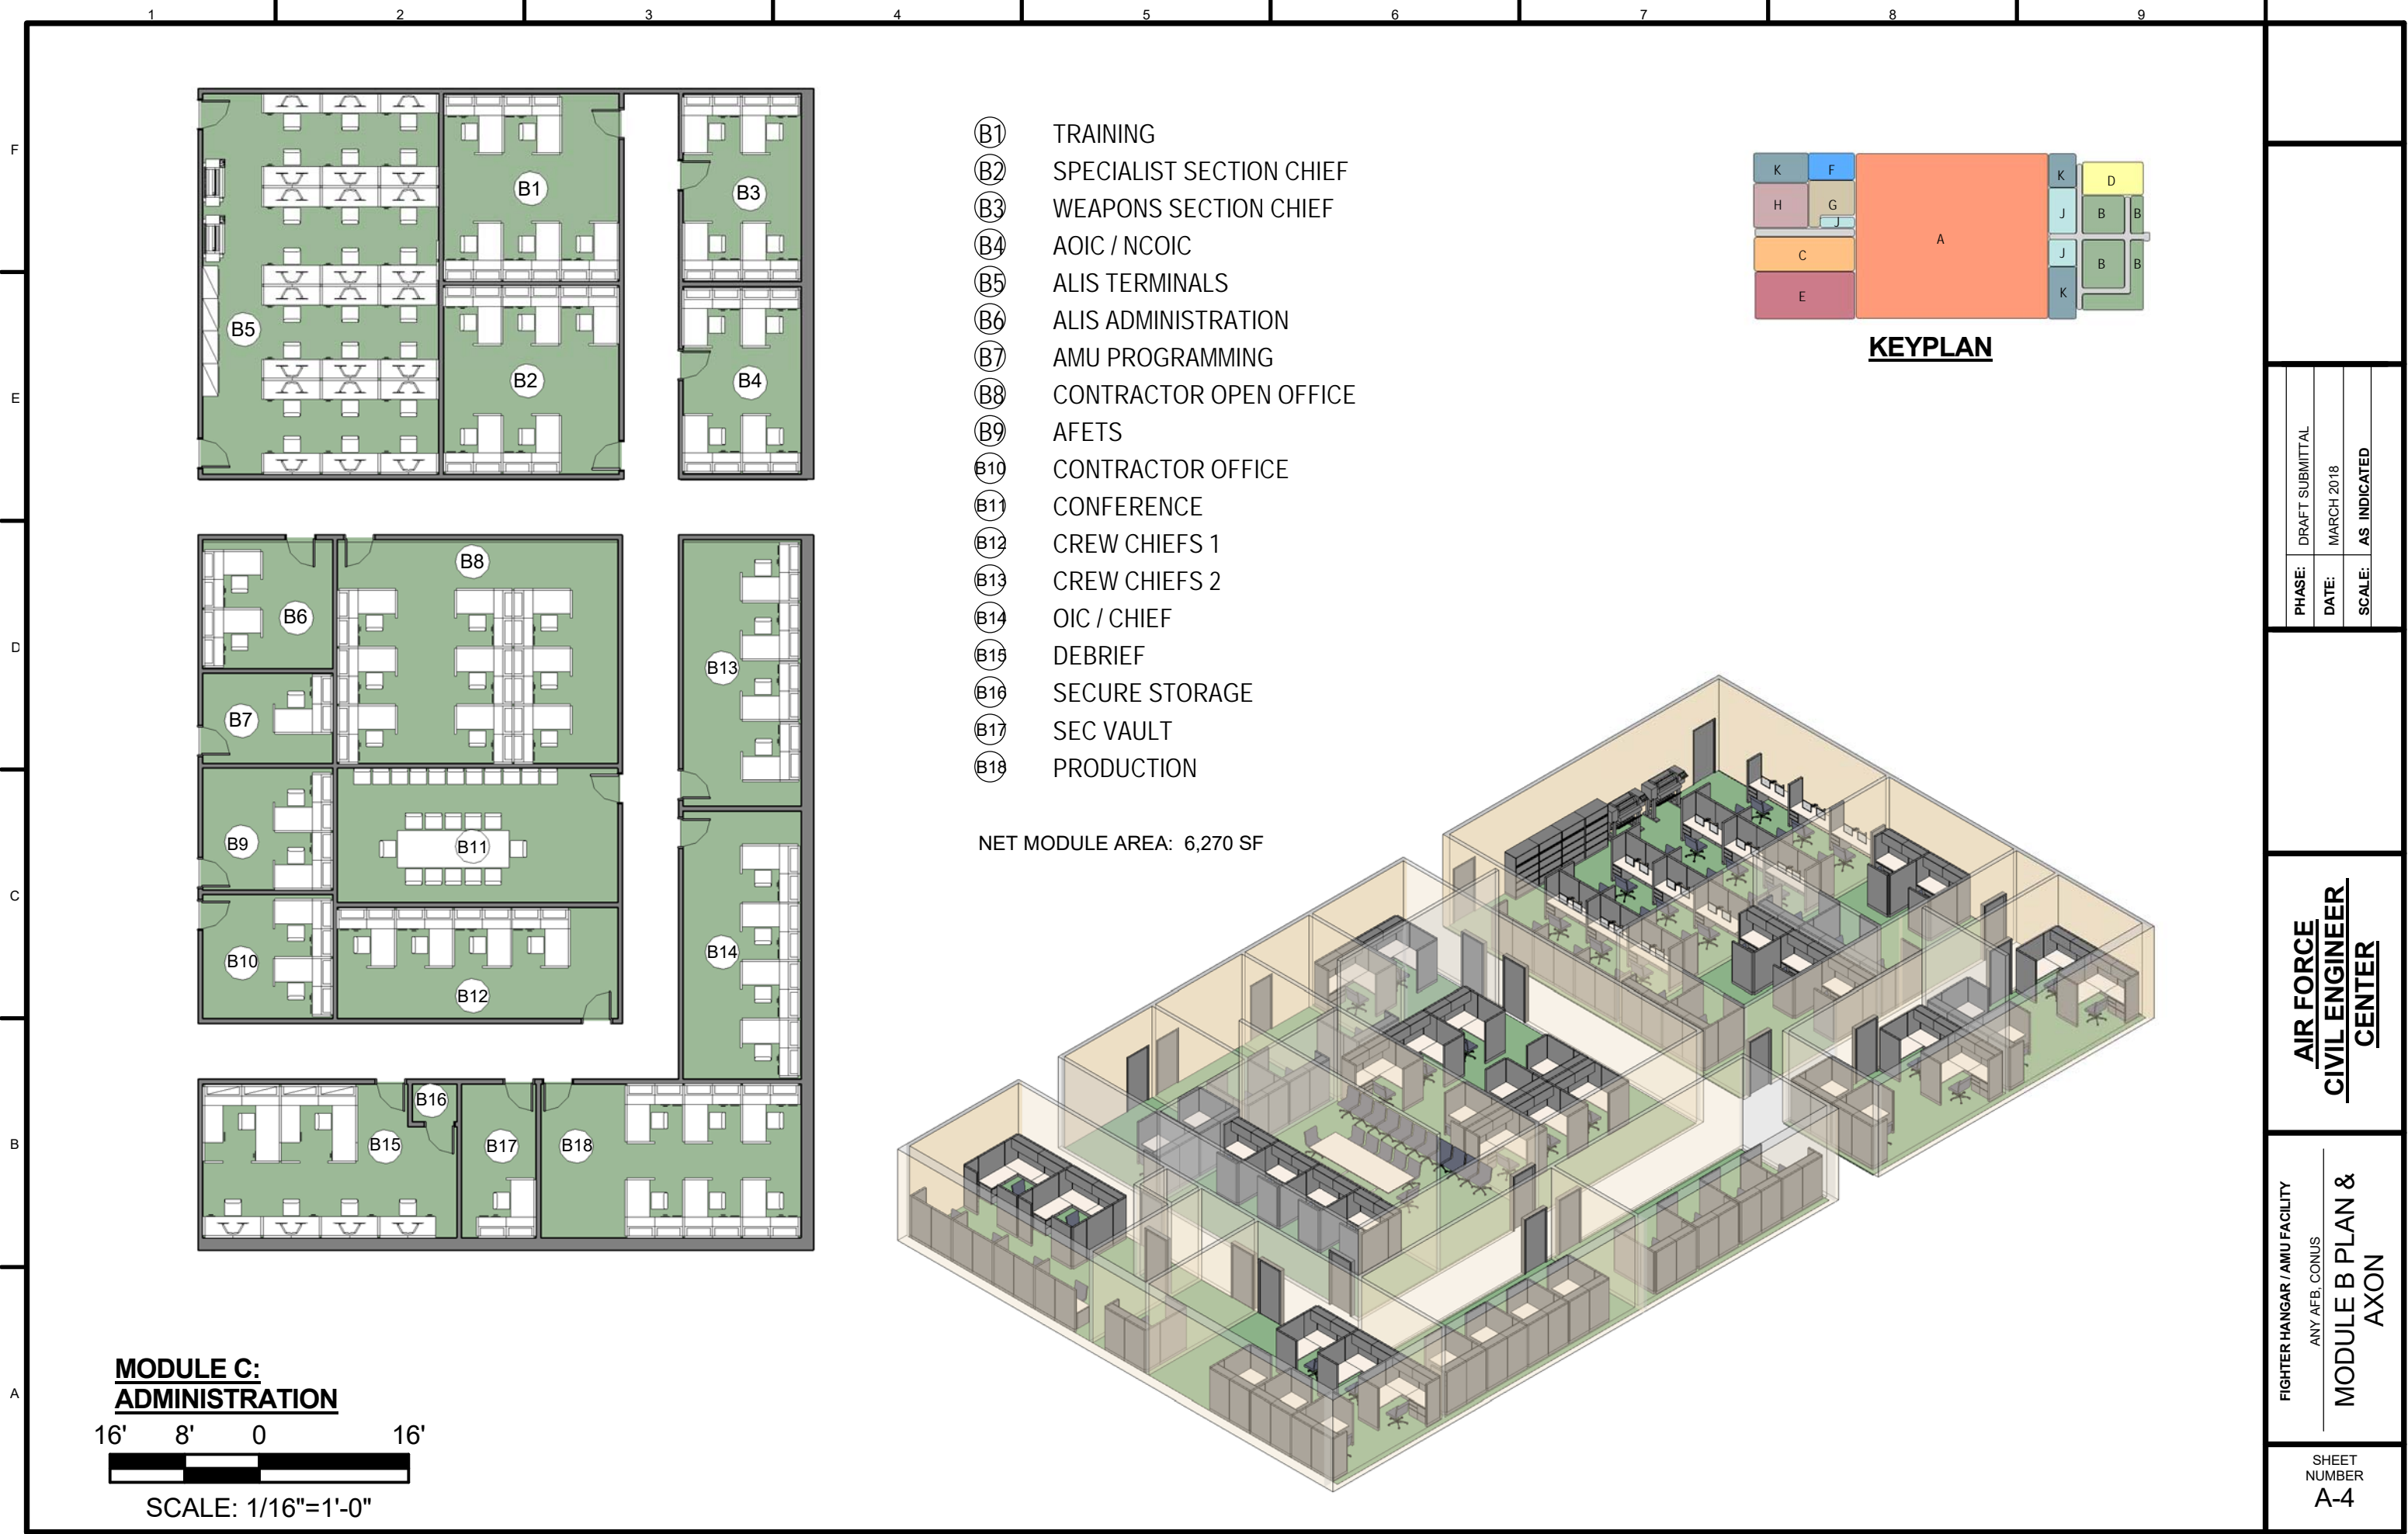 1 2 3 4 5 6 7 8 9
F
E
D
C
B
A
B1
B2
B3
B4
B5
B6
B7
B8
B9
B10
B11
B12
B13
B14
B15
B16
B17
B18
B1 TRAINING
B2 SPECIALIST SECTION CHIEF
B3 WEAPONS SECTION CHIEF
B4 AOIC / NCOIC
B5 ALIS TERMINALS
B6 ALIS ADMINISTRATION
B7 AMU PROGRAMMING
B8 CONTRACTOR OPEN OFFICE
B9 AFETS
B10 CONTRACTOR OFFICE
B11 CONFERENCE
B12 CREW CHIEFS 1
B13 CREW CHIEFS 2
B14 OIC / CHIEF
B15 DEBRIEF
B16 SECURE STORAGE
B17 SEC VAULT
B18 PRODUCTION
NET MODULE AREA: 6,270 SF
K F K D
H G J B B
J A
C J B B
E K
KEYPLAN
MODULE C:
ADMINISTRATION
16' 8' 0 16'
SCALE: 1/16"=1'-0"
PHASE: DRAFT SUBMITTAL
DATE: MARCH 2018
SCALE: AS INDICATED
AIR FORCE
CIVIL ENGINEER
CENTER
FIGHTER HANGAR / AMU FACILITY
ANY AFB, CONUS
MODULE B PLAN &
AXON
SHEET
NUMBER
A-4